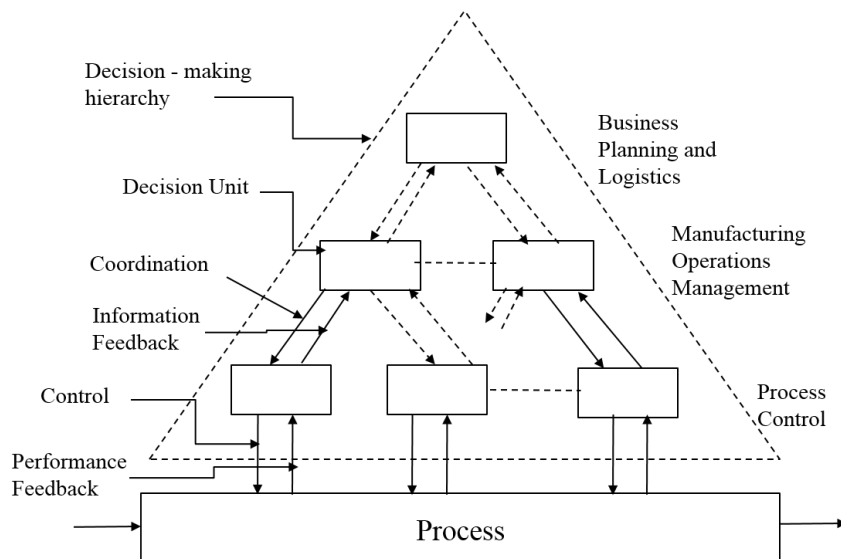 Decision - making
hierarchy
Business
Planning and
Logistics
Decision Unit
Manufacturing
Operations
Management
Coordination
Information
Feedback
Control
Process
Control
Performance
Feedback
Process